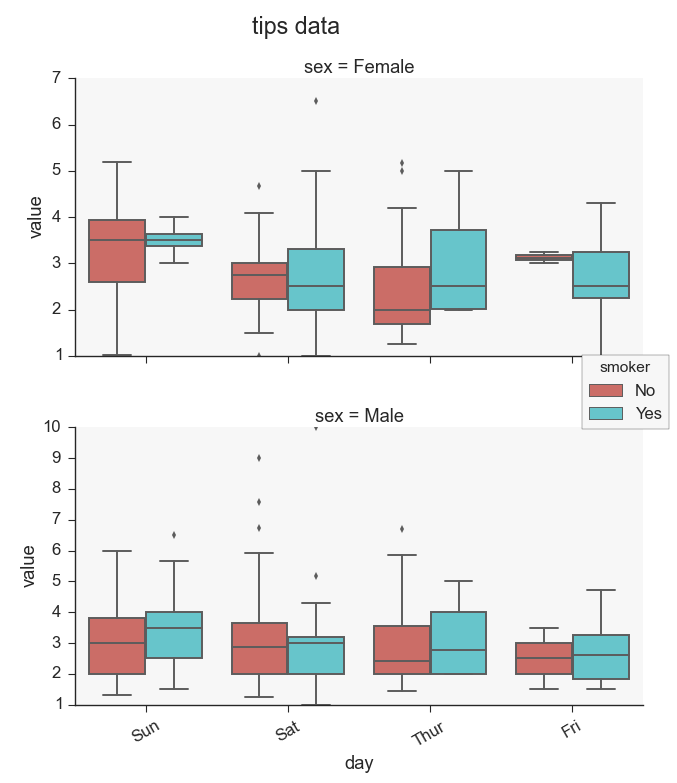 tips data
sex = Female
7
6
5
4
3
2
1
value
smoker
No
Yes
sex = Male
10
9
8
7
6
5
4
3
2
1
value
Sun
Sat
Thur
Fri
day